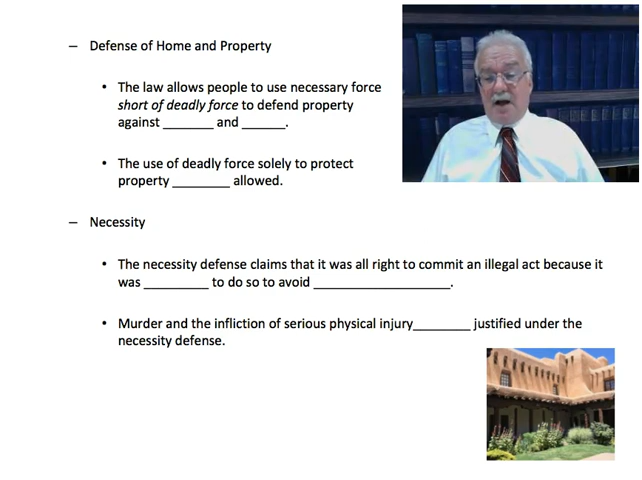 – Defense of Home and Property
• The law allows people to use necessary force
short of deadly force to defend property
against _______ and ______.
• The use of deadly force solely to protect
property ________ allowed.
– Necessity
• The necessity defense claims that it was all right to commit an illegal act because it
was _________ to do so to avoid ___________________.
• Murder and the infliction of serious physical injury________ justified under the
necessity defense.